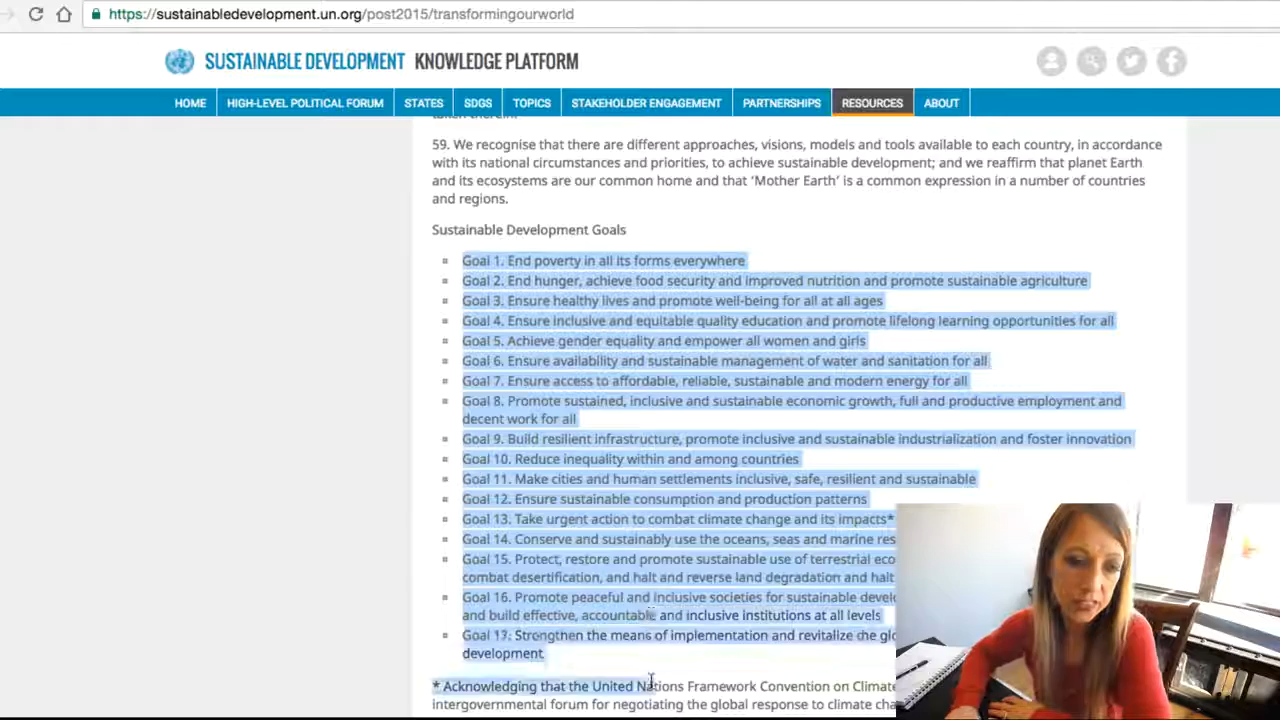 https://sustainabledevelopment.un.org/post2015/transformingourworld
SUSTAINABLE DEVELOPMENT KNOWLEDGE PLATFORM
HOME HIGH-LEVEL POLITICAL FORUM STATES SDGS TOPICS STAKEHOLDER ENGAGEMENT PARTNERSHIPS RESOURCES ABOUT
taken therein.
59. We recognise that there are different approaches, visions, models and tools available to each country, in accordance
with its national circumstances and priorities, to achieve sustainable development; and we reaffirm that planet Earth
and its ecosystems are our common home and that ‘Mother Earth’ is a common expression in a number of countries
and regions.
Sustainable Development Goals
Goal 1. End poverty in all its forms everywhere
Goal 2. End hunger, achieve food security and improved nutrition and promote sustainable agriculture
Goal 3. Ensure healthy lives and promote well-being for all at all ages
Goal 4. Ensure inclusive and equitable quality education and promote lifelong learning opportunities for all
Goal 5. Achieve gender equality and empower all women and girls
Goal 6. Ensure availability and sustainable management of water and sanitation for all
Goal 7. Ensure access to affordable, reliable, sustainable and modern energy for all
Goal 8. Promote sustained, inclusive and sustainable economic growth, full and productive employment and
decent work for all
Goal 9. Build resilient infrastructure, promote inclusive and sustainable industrialization and foster innovation
Goal 10. Reduce inequality within and among countries
Goal 11. Make cities and human settlements inclusive, safe, resilient and sustainable
Goal 12. Ensure sustainable consumption and production patterns
Goal 13. Take urgent action to combat climate change and its impacts*
Goal 14. Conserve and sustainably use the oceans, seas and marine res
Goal 15. Protect, restore and promote sustainable use of terrestrial eco
combat desertification, and halt and reverse land degradation and halt
Goal 16. Promote peaceful and inclusive societies for sustainable develo
and build effective, accountable and inclusive institutions at all levels
Goal 17. Strengthen the means of implementation and revitalize the glo
development
* Acknowledging that the United Nations Framework Convention on Climate
intergovernmental forum for negotiating the global response to climate cha